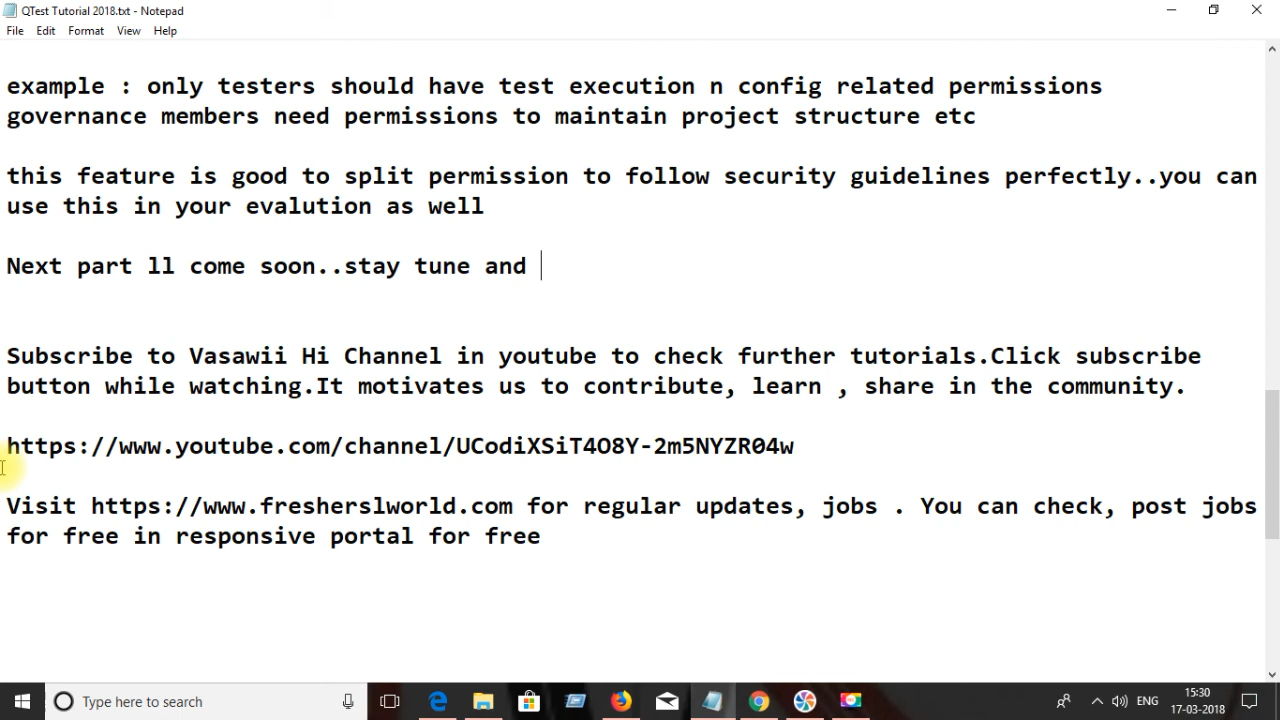 QTest Tutorial 2018.txt - Notepad
File Edit Format View Help
example : only testers should have test execution n config related permissions
governance members need permissions to maintain project structure etc
this feature is good to split permission to follow security guidelines perfectly..you can
use this in your evalution as well
Next part ll come soon..stay tune and
Subscribe to Vasawii Hi Channel in youtube to check further tutorials.Click subscribe
button while watching.It motivates us to contribute, learn , share in the community.
https://www.youtube.com/channel/UCodiXSiT4O8Y-2m5NYZR04w
Visit https://www.fresherslworld.com for regular updates, jobs . You can check, post jobs
for free in responsive portal for free
Type here to search
ENG
15:30
17-03-2018